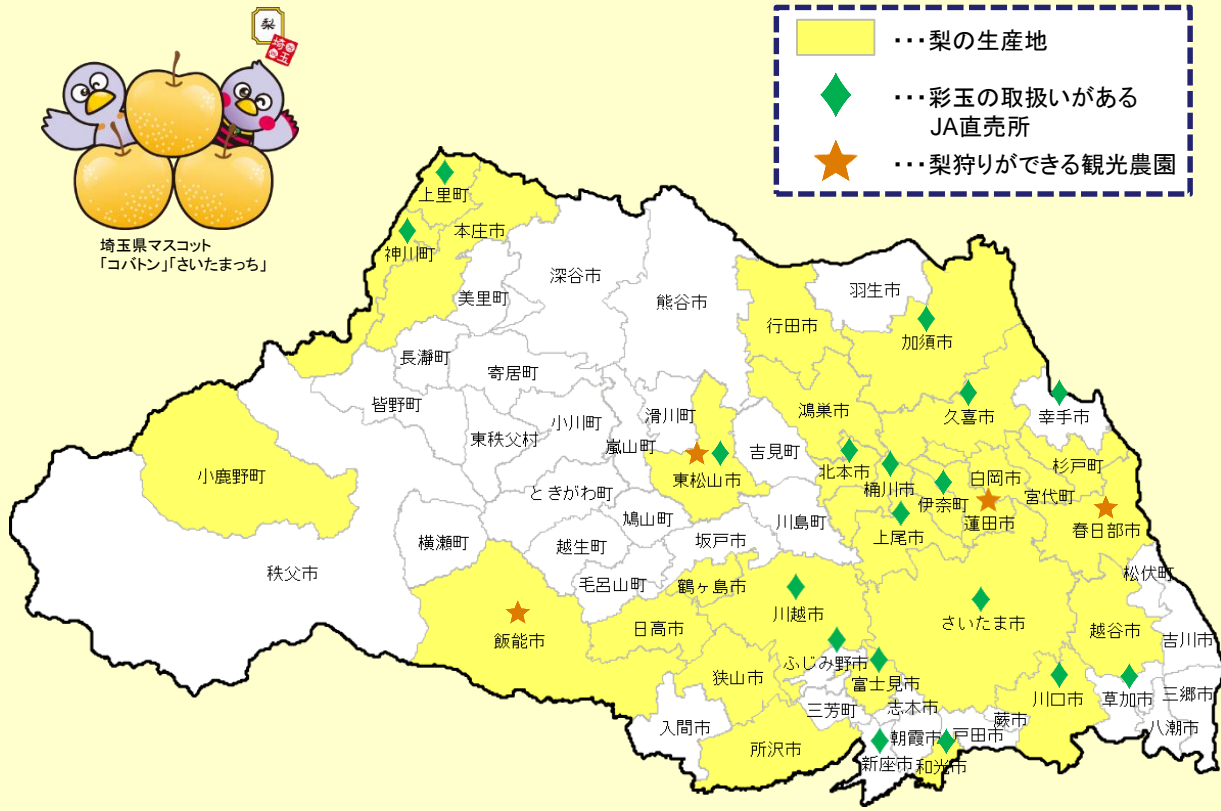 梨
埼玉
埼玉県マスコット
「コバトン」「さいたまっち」
・・・梨の生産地
・・・彩玉の取扱いがある
JA直売所
・・・梨狩りができる観光農園
上里町
本庄市
神川町
美里町
深谷市
熊谷市
行田市
羽生市
加須市
長瀞町
寄居町
皆野町
小川町
滑川町
東秩父村
嵐山町
吉見町
鴻巣市
久喜市
幸手市
小鹿野町
東松山市
北本市
桶川市
伊奈町
白岡市
杉戸町
宮代町
ときがわ町
鳩山町
川島町
上尾市
蓮田市
春日部市
横瀬町
越生町
坂戸市
秩父市
毛呂山町
鶴ヶ島市
松伏町
飯能市
日高市
川越市
さいたま市
越谷市
吉川市
ふじみ野市
狭山市
富士見市
三芳町
志木市
川口市
草加市
三郷市
入間市
所沢市
朝霞市
戸田市
蕨市
八潮市
新座市
和光市